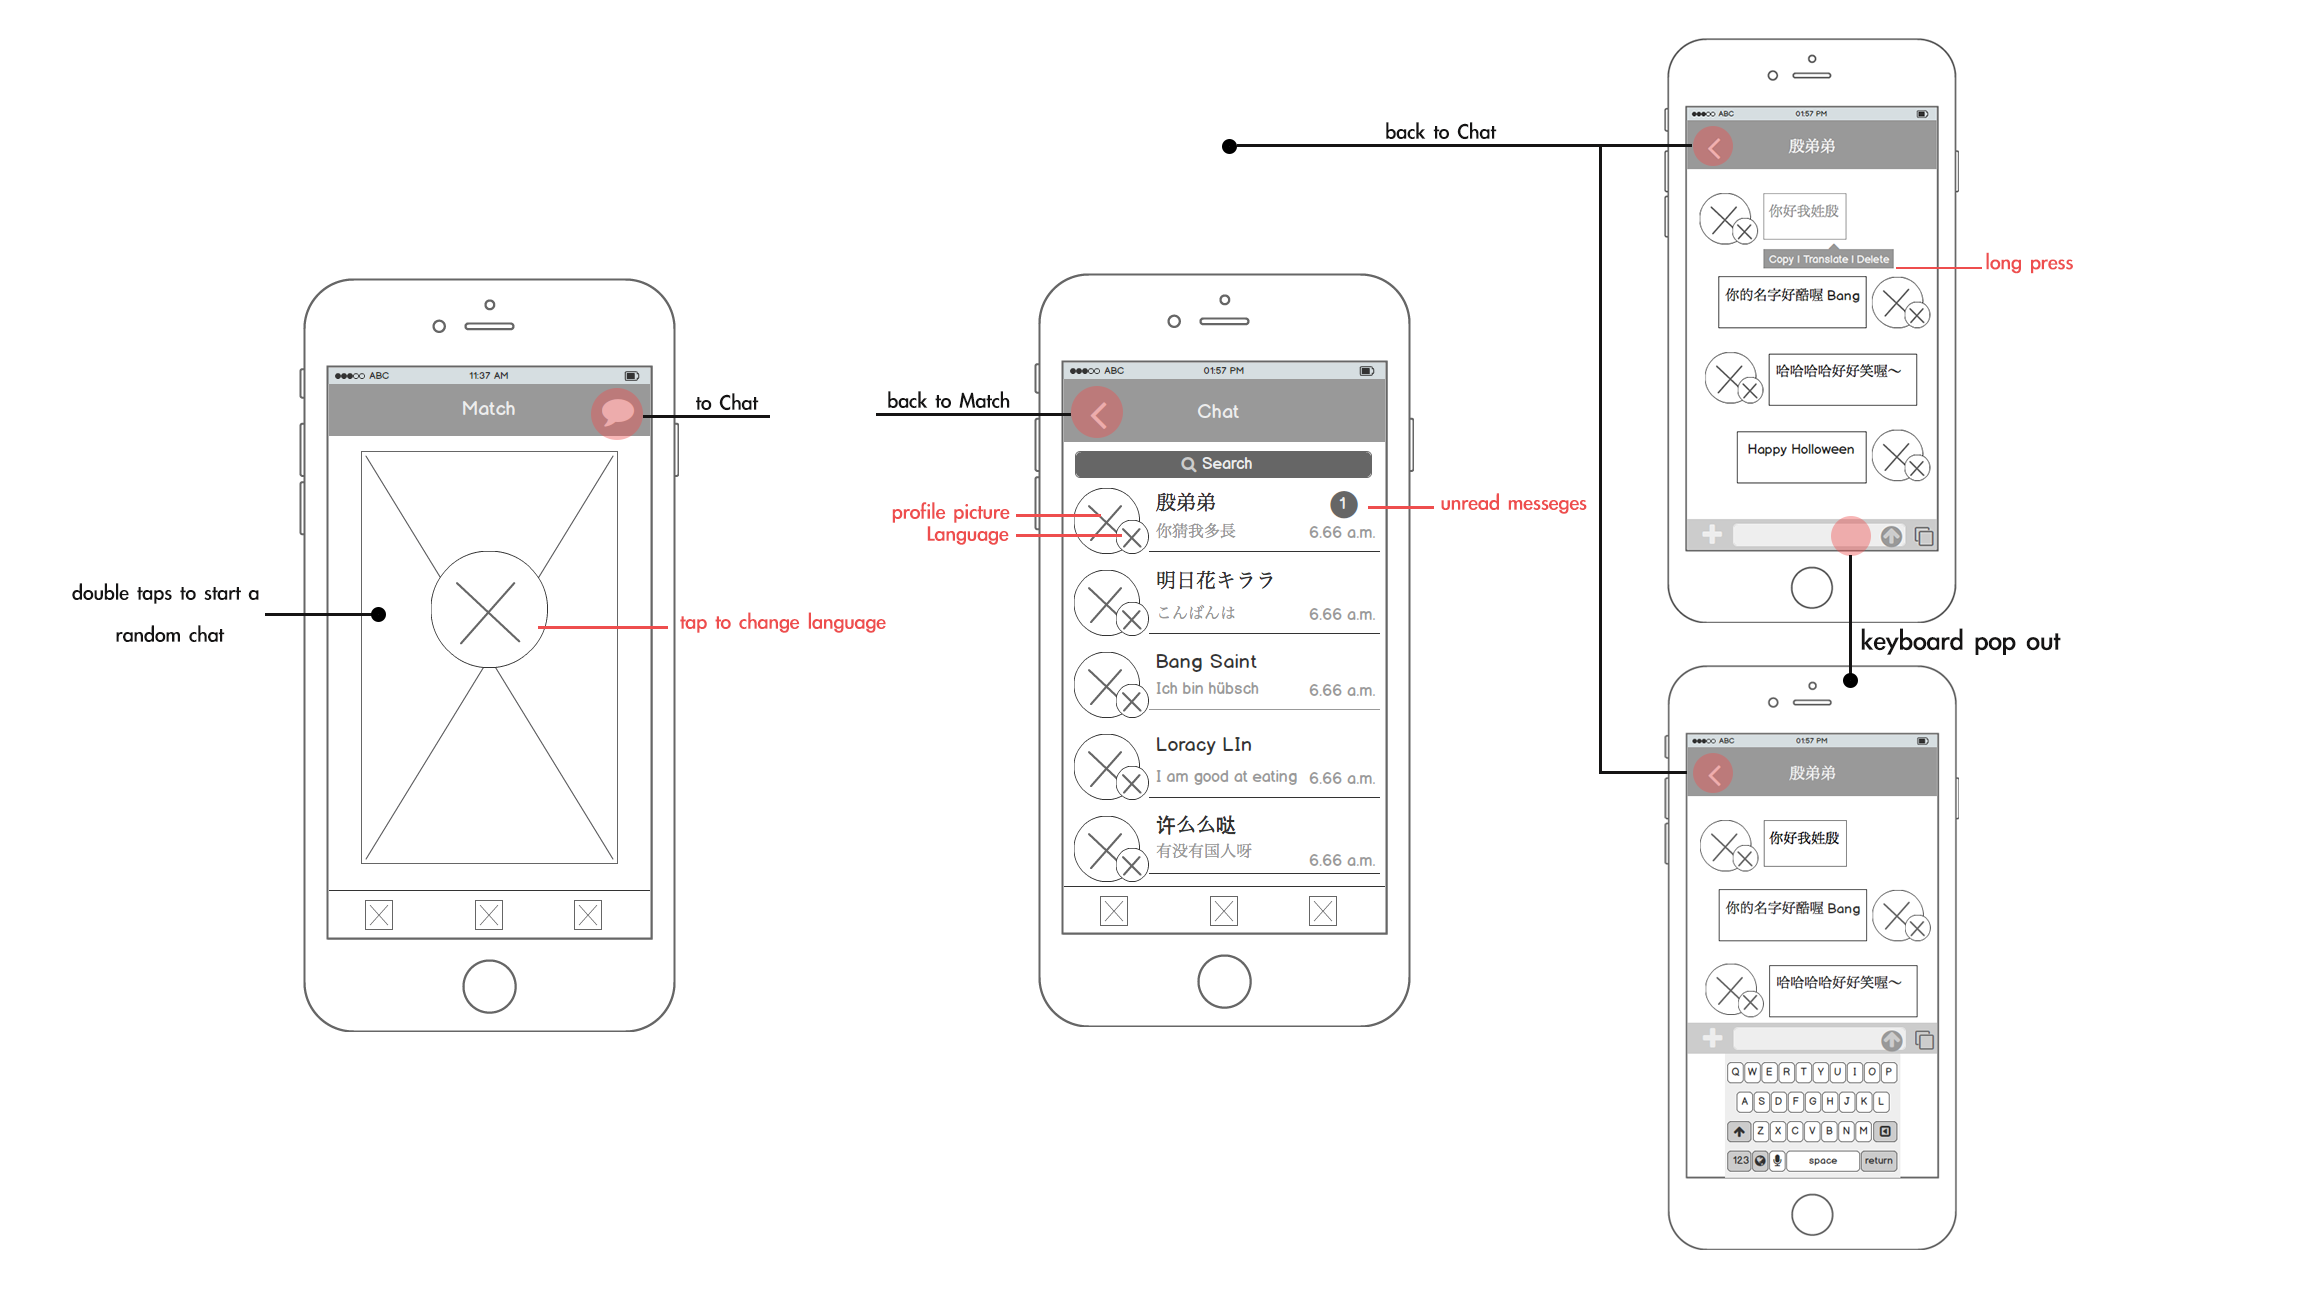 double taps to start a
random chat
ABC 11:37 AM
Match
to Chat
tap to change language
back to Match
ABC 01:57 PM
Chat
Search
profile picture
Language
殷弟弟
1
你猜我多長
6.66 a.m.
unread messeges
明日花キララ
こんばんは
6.66 a.m.
Bang Saint
Ich bin hübsch
6.66 a.m.
Loracy LIn
I am good at eating
6.66 a.m.
许么么哒
有没有国人呀
6.66 a.m.
back to Chat
ABC 01:57 PM
殷弟弟
你好我姓殷
Copy | Translate | Delete
long press
你的名字好酷喔 Bang
哈哈哈哈好好笑喔～
Happy Holloween
keyboard pop out
ABC 01:57 PM
殷弟弟
你好我姓殷
你的名字好酷喔 Bang
哈哈哈哈好好笑喔～
Q W E R T Y U I O P
A S D F G H J K L
Z X C V B N M
123 space return